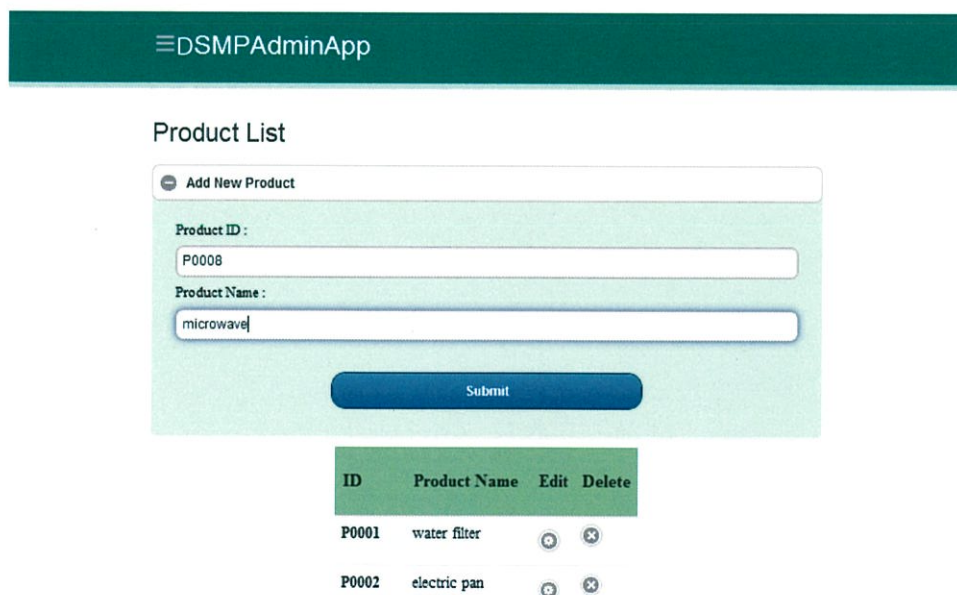 DSMPAdminApp
Product List
Add New Product
Product ID :
P0008
Product Name :
microwave
Submit
ID Product Name Edit Delete
P0001 water filter
P0002 electric pan